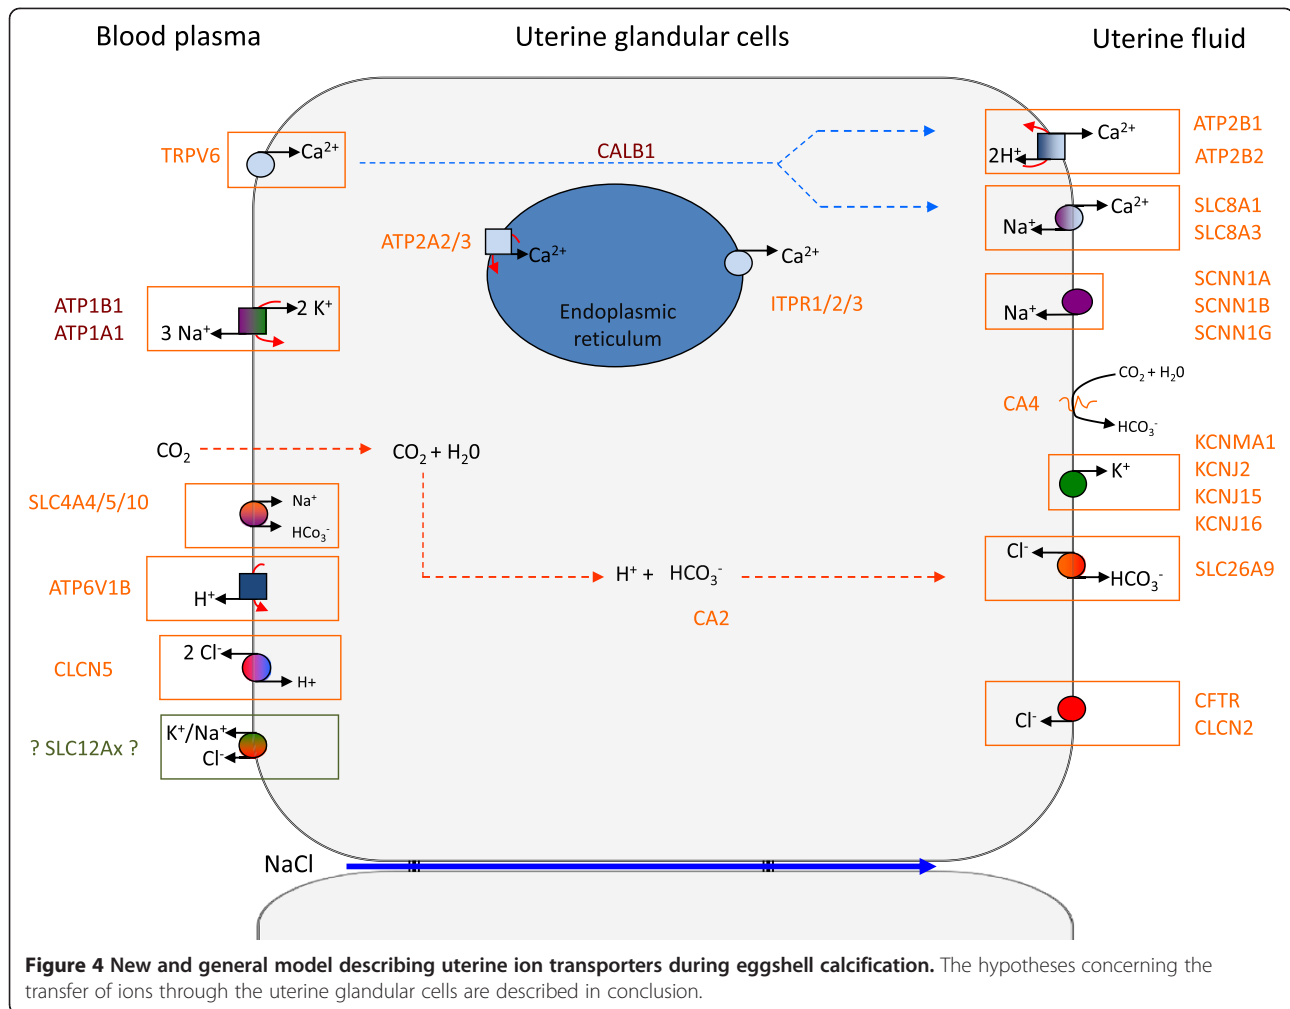 Blood plasma
Uterine glandular cells
Uterine fluid
TRPV6
Ca2+
CALB1
Ca2+
2H+
ATP2B1
ATP2B2
Ca2+
Na+
SLC8A1
SLC8A3
ATP2A2/3
Ca2+
Ca2+
ITPR1/2/3
Endoplasmic
reticulum
ATP1B1
ATP1A1
2 K+
3 Na+
Na+
SCNN1A
SCNN1B
SCNN1G
CO2 + H20
CA4
HCO3-
CO2
CO2 + H20
KCNMA1
KCNJ2
KCNJ15
KCNJ16
K+
SLC4A4/5/10
Na+
HCo3-
ATP6V1B
H+
H+ + HCO3-
CA2
Cl-
HCO3-
SLC26A9
CLCN5
2 Cl-
H+
? SLC12Ax ?
K+/Na+
Cl-
Cl-
CFTR
CLCN2
NaCl
Figure 4 New and general model describing uterine ion transporters during eggshell calcification. The hypotheses concerning the
transfer of ions through the uterine glandular cells are described in conclusion.